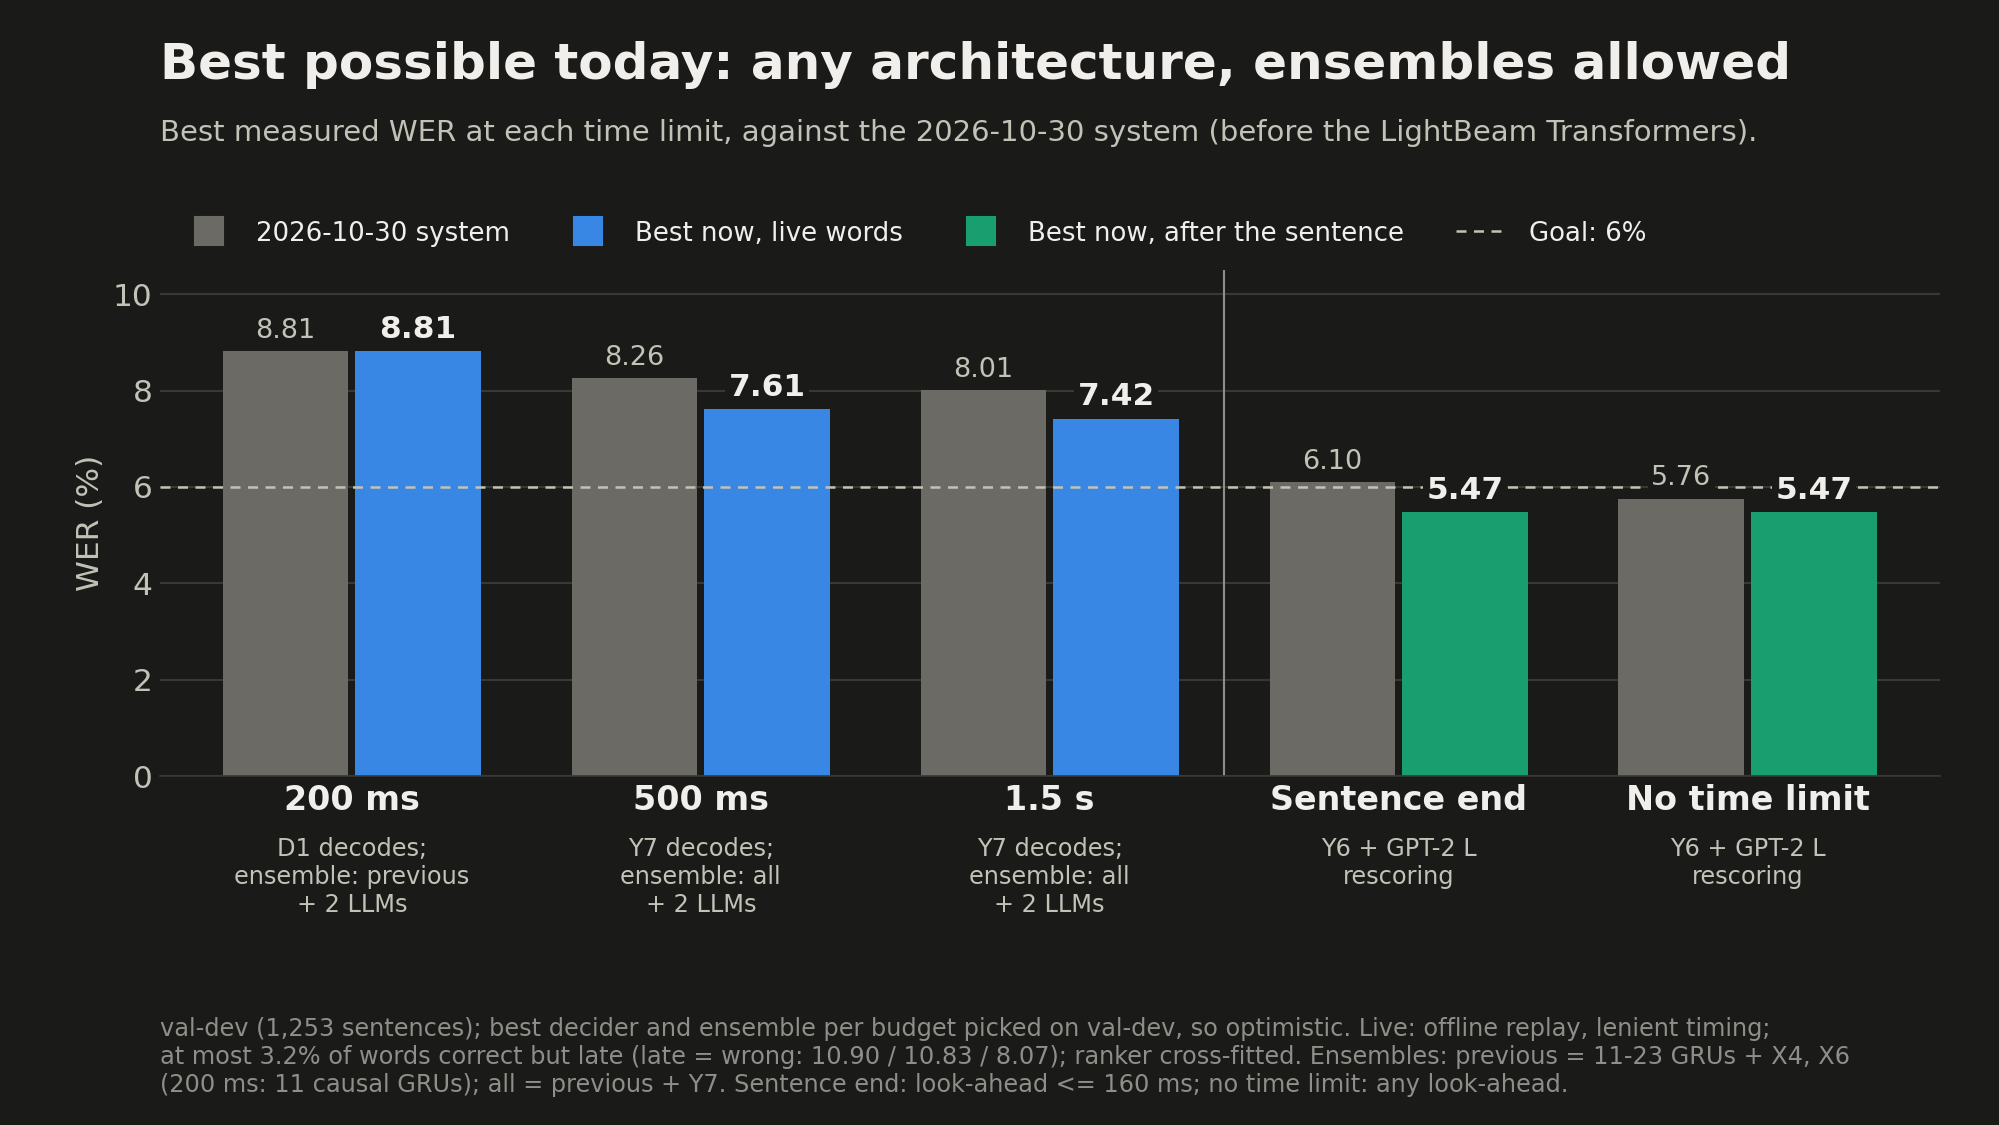 Best possible today: any architecture, ensembles allowed
Best measured WER at each time limit, against the 2026-10-30 system (before the LightBeam Transformers).
2026-10-30 system
Best now, live words
Best now, after the sentence
Goal: 6%
WER (%)
10
8
6
4
2
0
8.81
8.81
8.26
7.61
8.01
7.42
6.10
5.47
5.76
5.47
200 ms
D1 decodes;
ensemble: previous
+ 2 LLMs
500 ms
Y7 decodes;
ensemble: all
+ 2 LLMs
1.5 s
Y7 decodes;
ensemble: all
+ 2 LLMs
Sentence end
Y6 + GPT-2 L
rescoring
No time limit
Y6 + GPT-2 L
rescoring
val-dev (1,253 sentences); best decider and ensemble per budget picked on val-dev, so optimistic. Live: offline replay, lenient timing;
at most 3.2% of words correct but late (late = wrong: 10.90 / 10.83 / 8.07); ranker cross-fitted. Ensembles: previous = 11-23 GRUs + X4, X6
(200 ms: 11 causal GRUs); all = previous + Y7. Sentence end: look-ahead <= 160 ms; no time limit: any look-ahead.